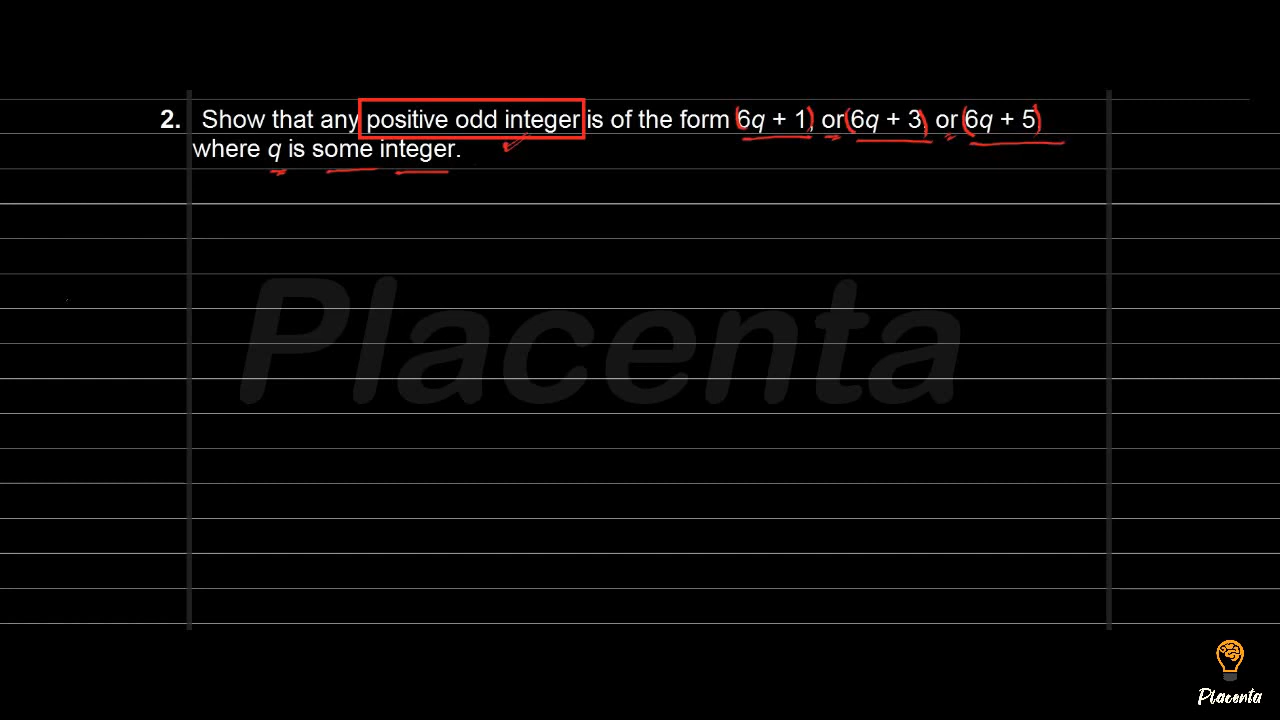 2. Show that any positive odd integer is of the form 6q + 1, or 6q + 3, or 6q + 5,
where q is some integer.
Placenta
Placenta